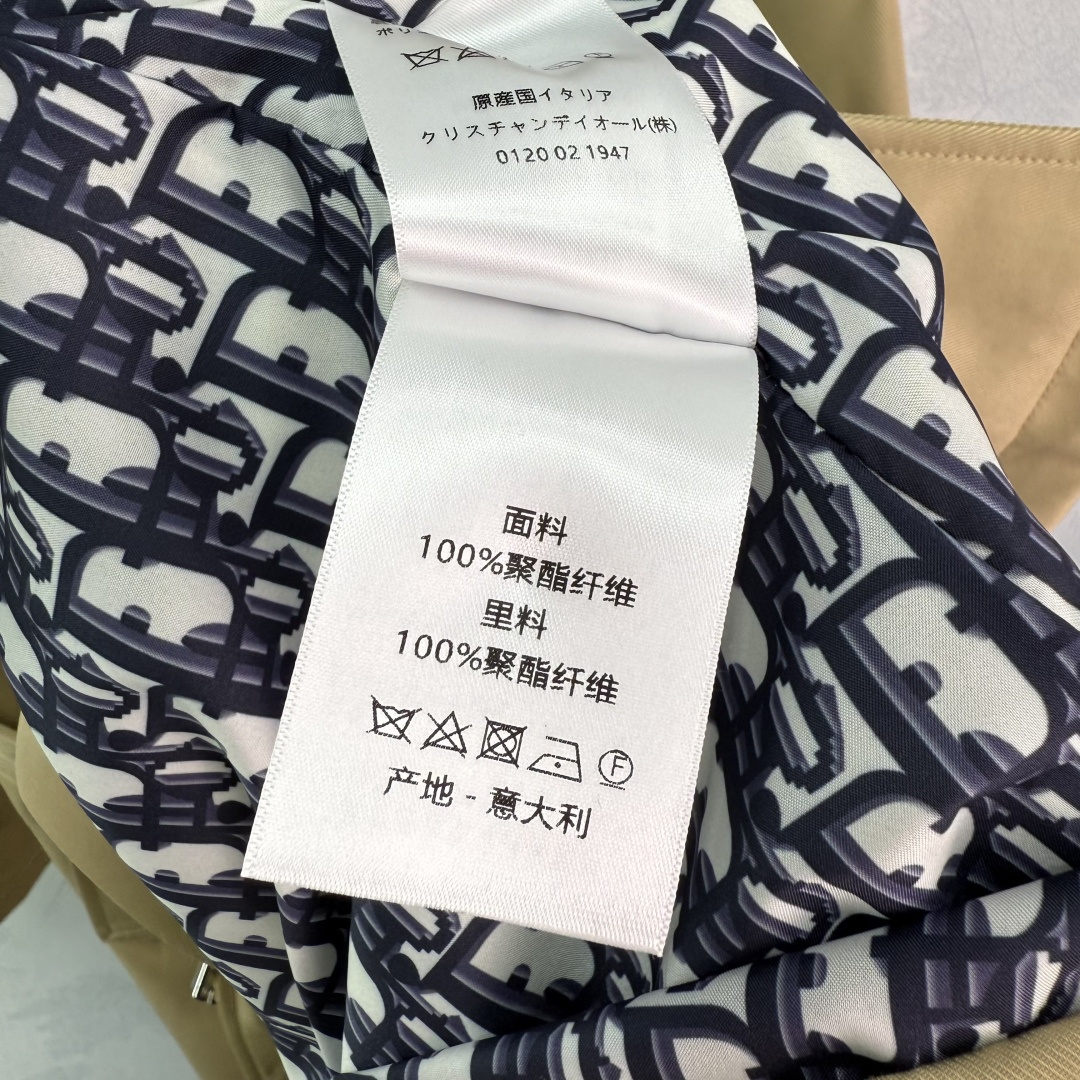 原産国イタリア
クリスチャンディオール(株)
0120 02 1947
面料
100%聚酯纤维
里料
100%聚酯纤维
F
产地 - 意大利